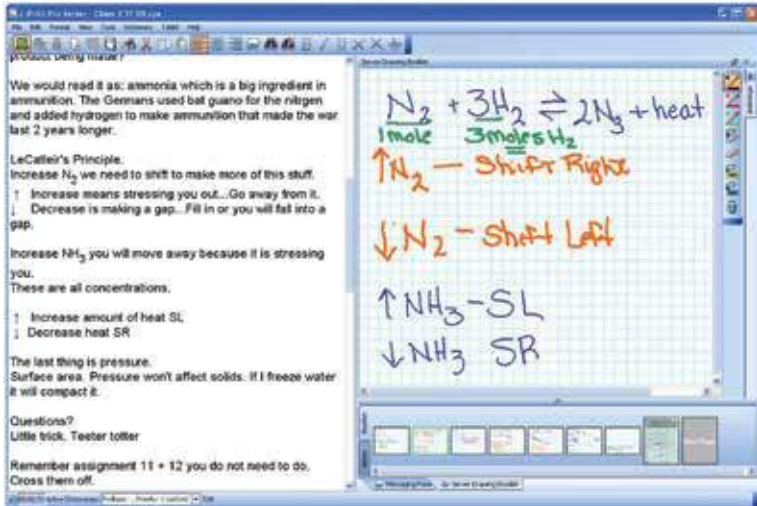 product being made?
We would read it as: ammonia which is a big ingredient in
ammunition. The Germans used bat guano for the nitrgen
and added hydrogen to make ammunition that made the war
last 2 years longer.
LeCatleir's Principle.
Increase N₂ we need to shift to make more of this stuff.
↑ Increase means stressing you out...Go away from it.
↓ Decrease is making a gap...Fill in or you will fall into a
gap.
Increase NH₃ you will move away because it is stressing
you.
These are all concentrations.
↑ Increase amount of heat SL
↓ Decrease heat SR
The last thing is pressure.
Surface area. Pressure won't affect solids. If I freeze water
it will compact it.
Questions?
Little trick. Teeter totter
Remember assignment 11 + 12 you do not need to do.
Cross them off.
N₂ + 3H₂ ⇌ 2N₃ + heat
1mole 3moles H₂
↑N₂ — Shift Right
↓N₂ — Shift Left
↑NH₃ – SL
↓NH₃ SR